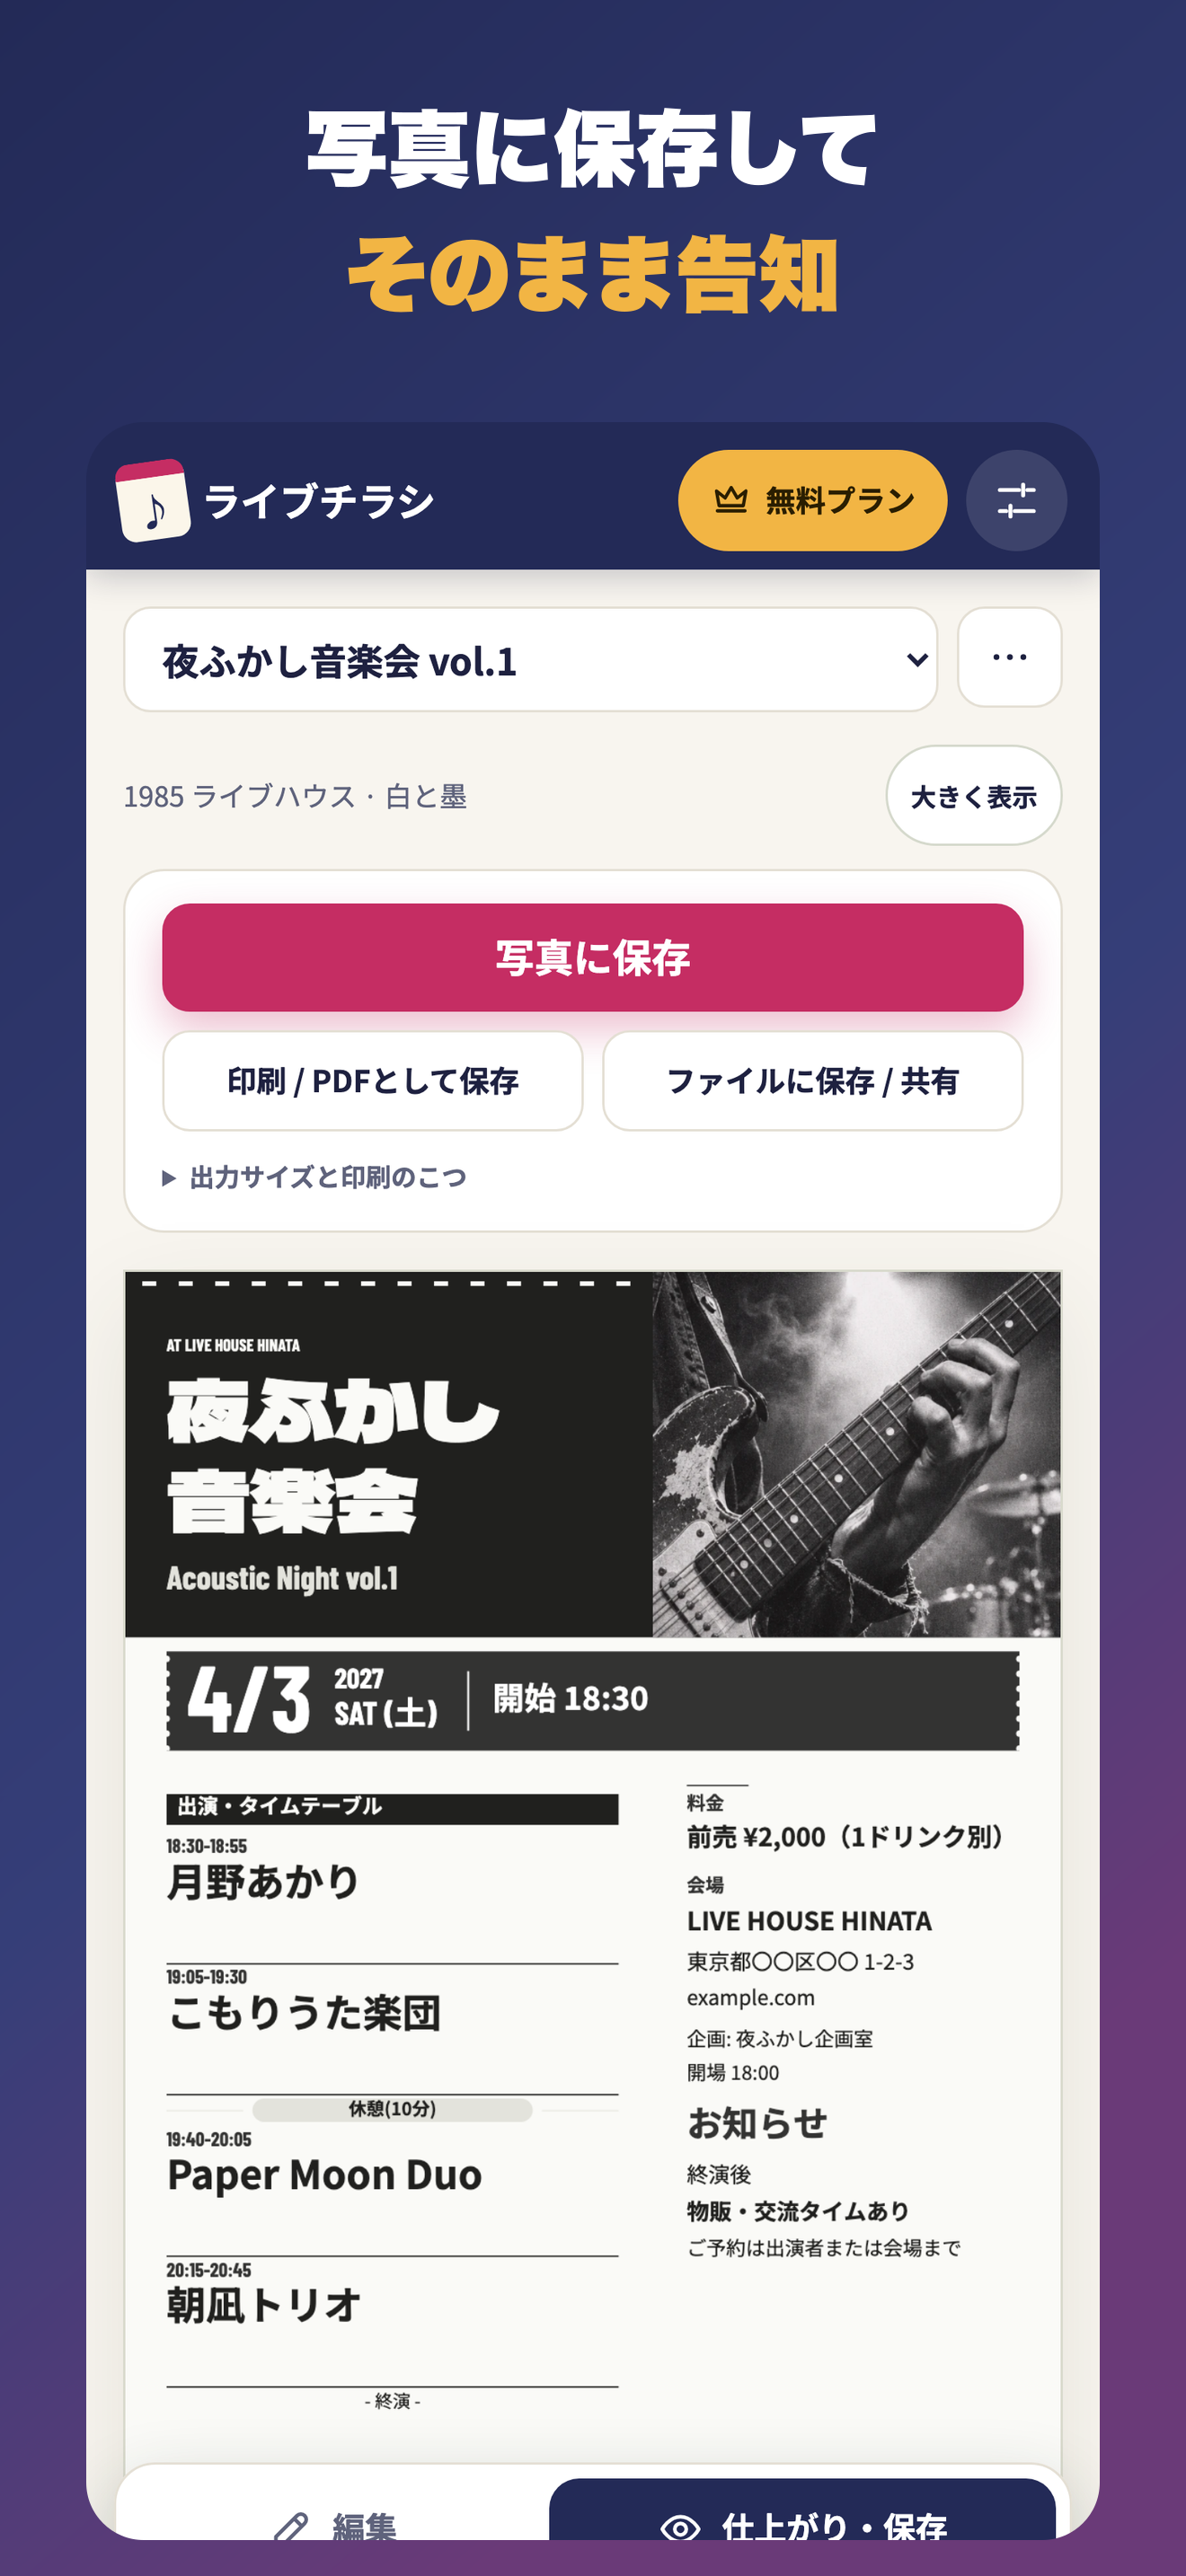 写真に保存して
そのまま告知
ライブチラシ
無料プラン
夜ふかし音楽会 vol.1
1985 ライブハウス · 白と墨
大きく表示
写真に保存
印刷 / PDFとして保存
ファイルに保存 / 共有
出力サイズと印刷のこつ
AT LIVE HOUSE HINATA
夜ふかし
音楽会
Acoustic Night vol.1
4/3
2027
SAT (土)
開始 18:30
出演・タイムテーブル
18:30-18:55
月野あかり
19:05-19:30
こもりうた楽団
休憩(10分)
19:40-20:05
Paper Moon Duo
20:15-20:45
朝凪トリオ
- 終演 -
料金
前売 ¥2,000（1ドリンク別）
会場
LIVE HOUSE HINATA
東京都〇〇区〇〇 1-2-3
example.com
企画: 夜ふかし企画室
開場 18:00
お知らせ
終演後
物販・交流タイムあり
ご予約は出演者または会場まで
編集
仕上がり・保存